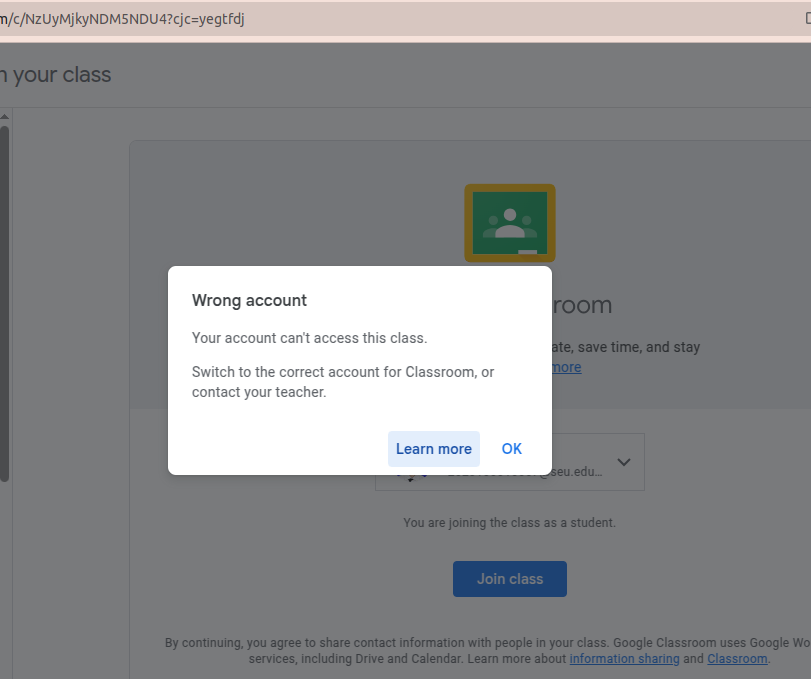 m/c/NzUyMjkyNDM5NDU4?cjc=yegtfdj
n your class
Wrong account
Your account can't access this class.
Switch to the correct account for Classroom, or
contact your teacher.
Learn more
OK
room
ate, save time, and stay
more
@seu.edu...
You are joining the class as a student.
Join class
By continuing, you agree to share contact information with people in your class. Google Classroom uses Google Wo
services, including Drive and Calendar. Learn more about information sharing and Classroom.